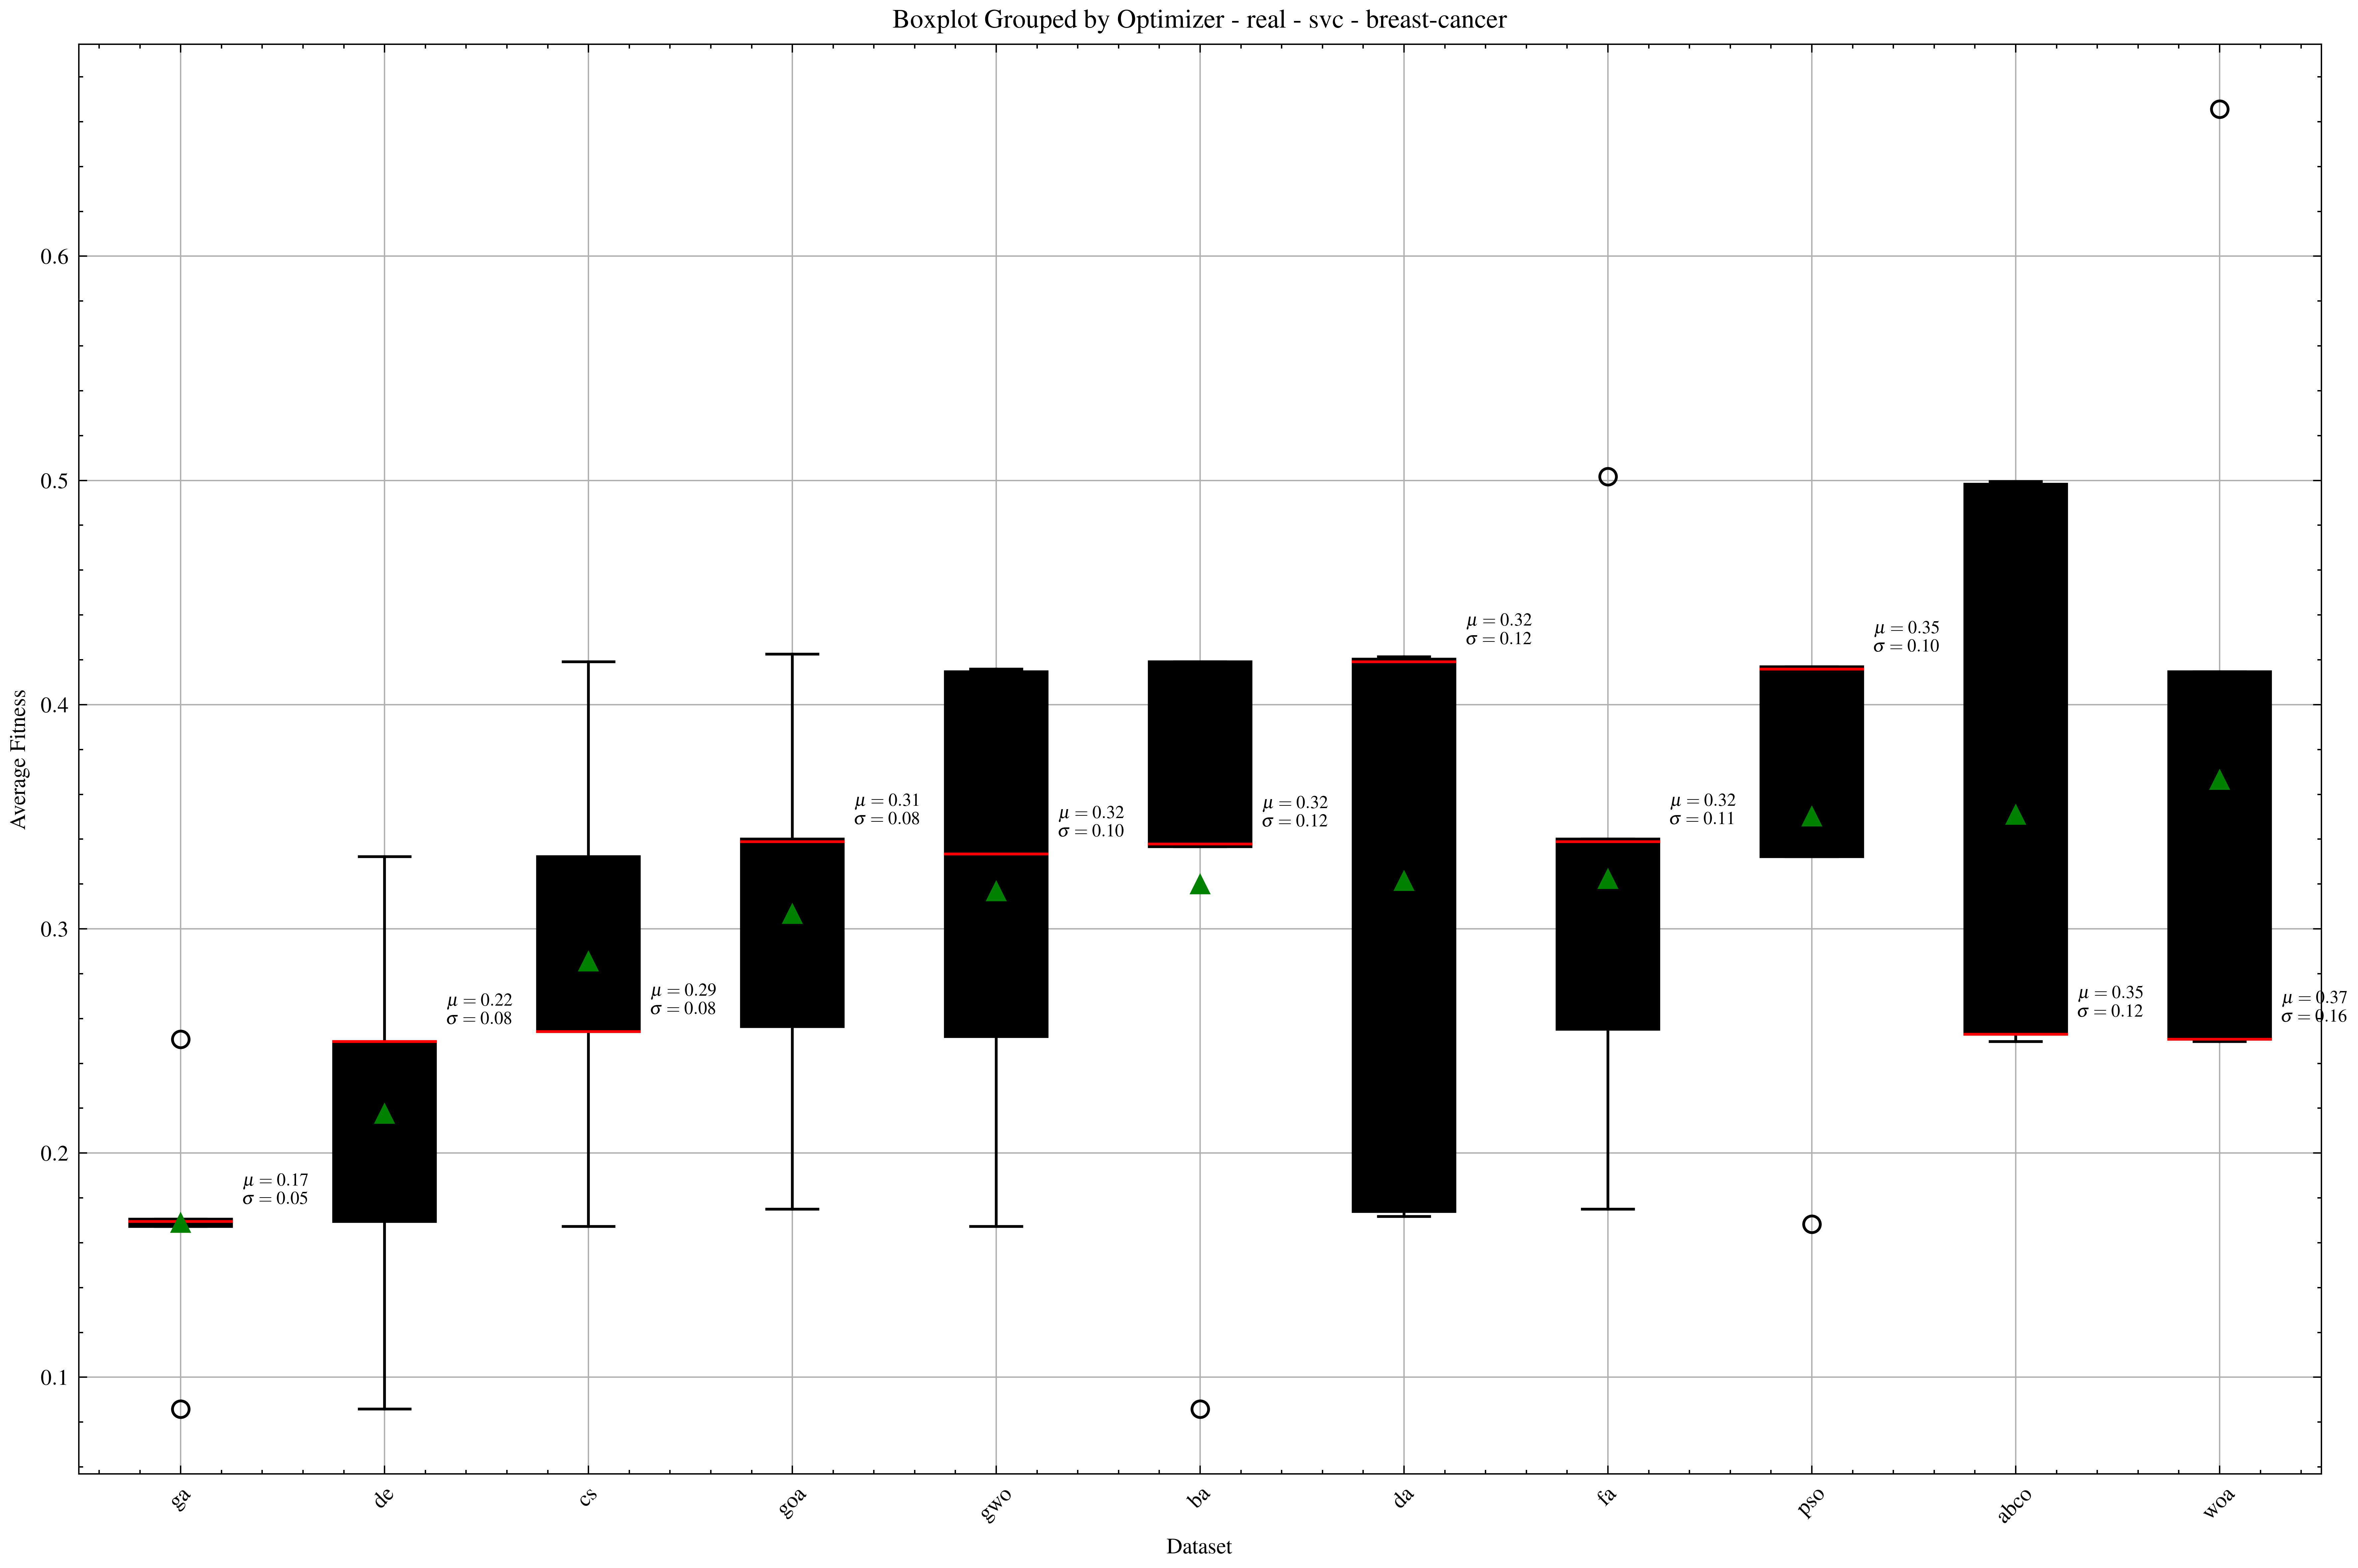 Boxplot Grouped by Optimizer - real - svc - breast-cancer
Average Fitness
0.6
0.5
0.4
0.3
0.2
0.1
μ = 0.17
σ = 0.05
μ = 0.22
σ = 0.08
μ = 0.29
σ = 0.08
μ = 0.31
σ = 0.08
μ = 0.32
σ = 0.10
μ = 0.32
σ = 0.12
μ = 0.32
σ = 0.12
μ = 0.32
σ = 0.11
μ = 0.35
σ = 0.10
μ = 0.35
σ = 0.12
μ = 0.37
σ = 0.16
ga
de
cs
goa
gwo
ba
da
fa
pso
abco
woa
Dataset